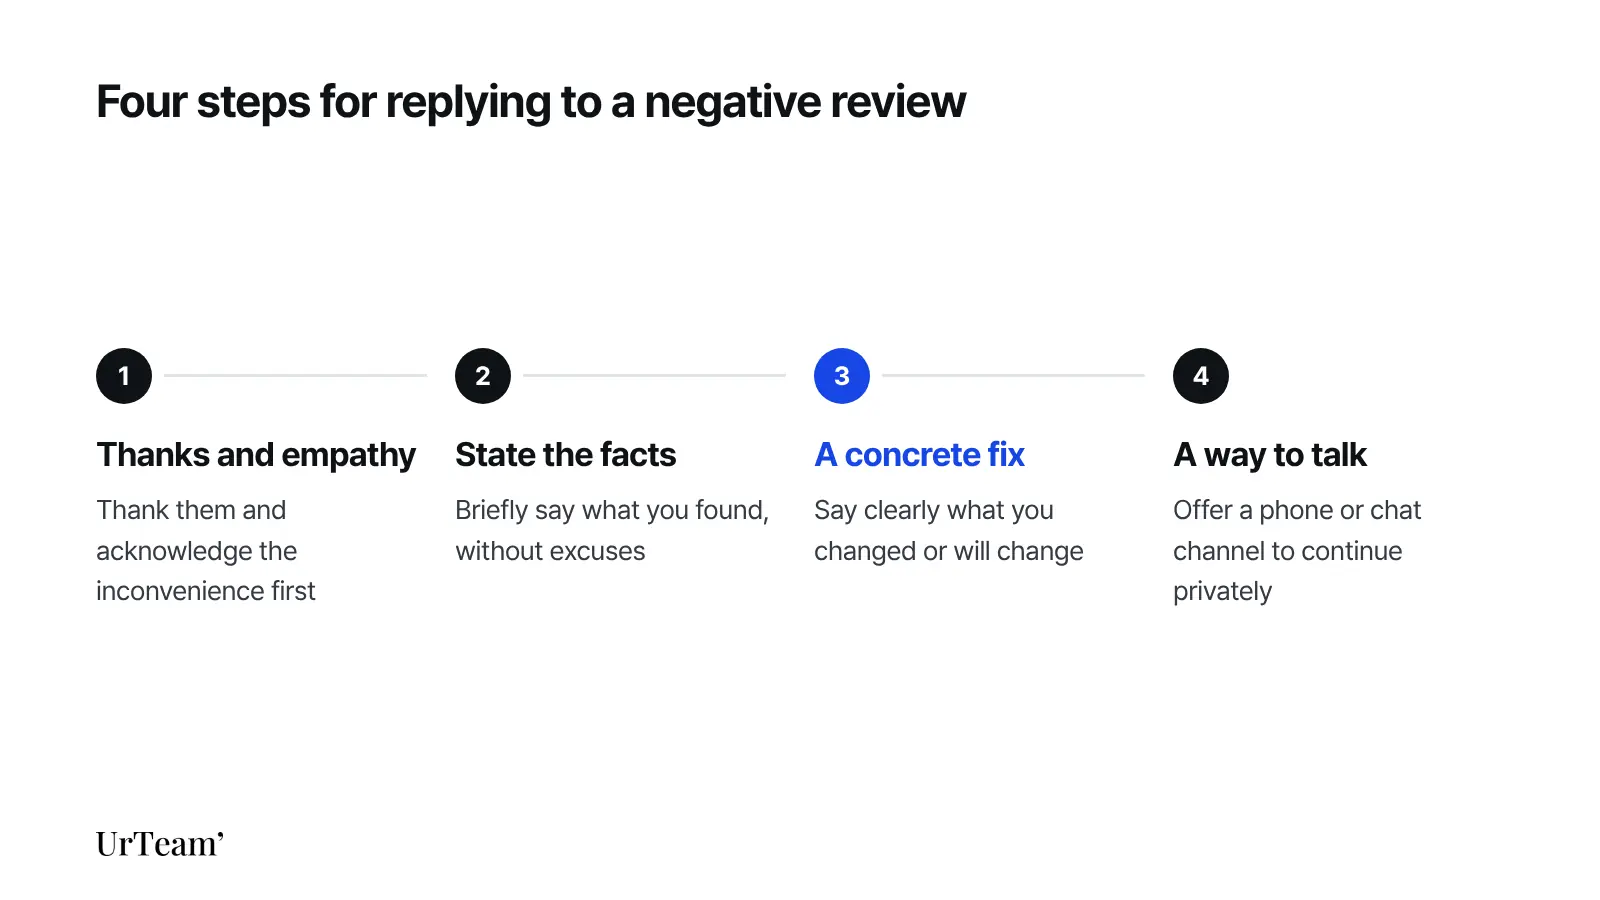 Four steps for replying to a negative review
1
2
3
4
Thanks and empathy
Thank them and
acknowledge the
inconvenience first
State the facts
Briefly say what you found,
without excuses
A concrete fix
Say clearly what you
changed or will change
A way to talk
Offer a phone or chat
channel to continue
privately
UrTeam’